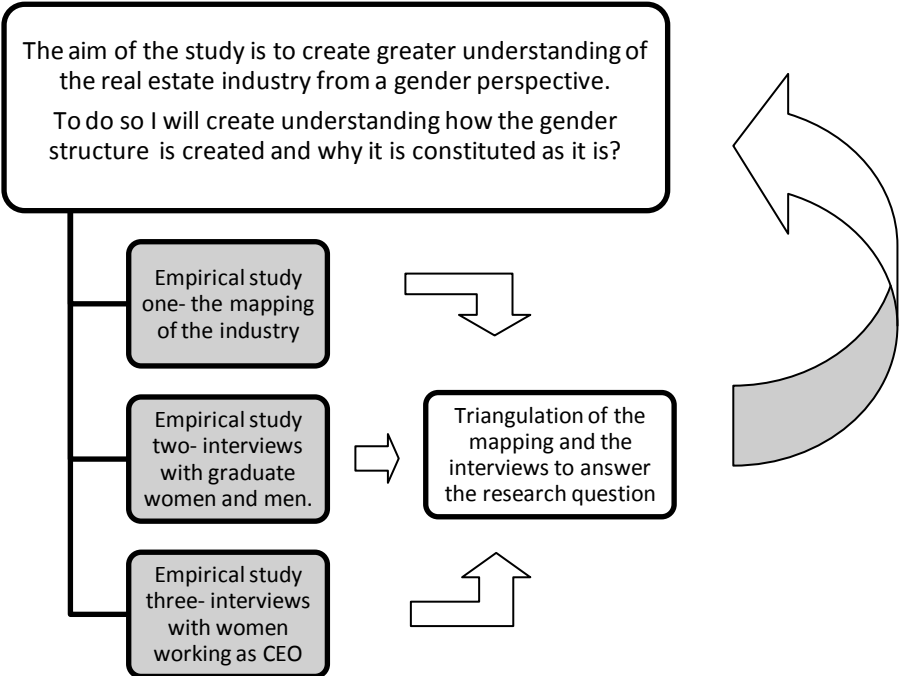 The aim of the study is to create greater understanding of
the real estate industry from a gender perspective.
To do so I will create understanding how the gender
structure is created and why it is constituted as it is?
Empirical study
one- the mapping
of the industry
Empirical study
two- interviews
with graduate
women and men.
Triangulation of the
mapping and the
interviews to answer
the research question
Empirical study
three- interviews
with women
working as CEO